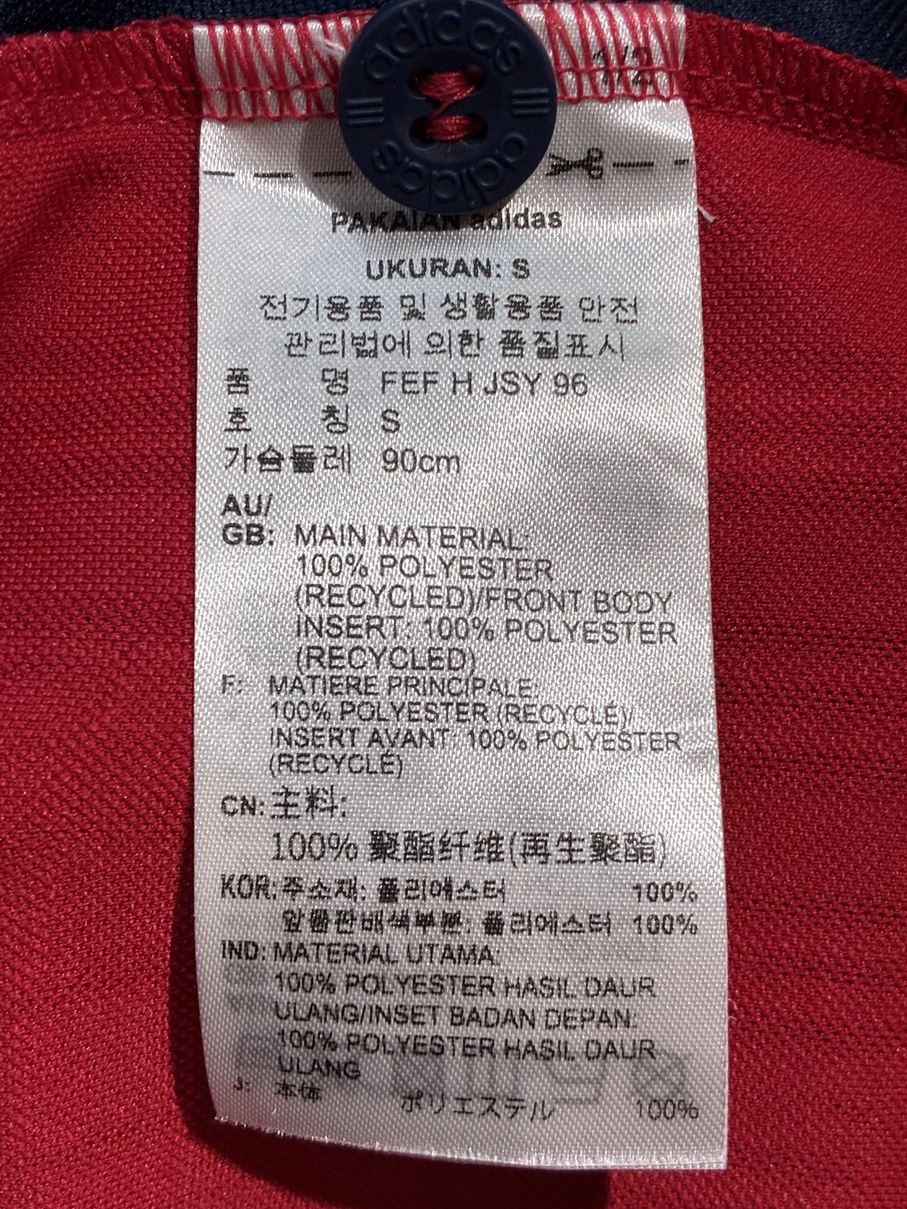 adidas
adidas
1/2
PAKAIAN adidas
UKURAN: S
전기용품 및 생활용품 안전
관리법에 의한 품질표시
품 명 FEF H JSY 96
호 칭 S
가슴둘레 90cm
AU/
GB: MAIN MATERIAL:
100% POLYESTER
(RECYCLED)/FRONT BODY
INSERT: 100% POLYESTER
(RECYCLED)
F: MATIERE PRINCIPALE:
100% POLYESTER (RECYCLÉ)/
INSERT AVANT: 100% POLYESTER
(RECYCLÉ)
CN: 主料:
100% 聚酯纤维(再生聚酯)
KOR: 주소재: 폴리에스터 100%
앞몸판배색부분: 폴리에스터 100%
IND: MATERIAL UTAMA:
100% POLYESTER HASIL DAUR
ULANG/INSET BADAN DEPAN:
100% POLYESTER HASIL DAUR
ULANG
J: 本体 ポリエステル 100%